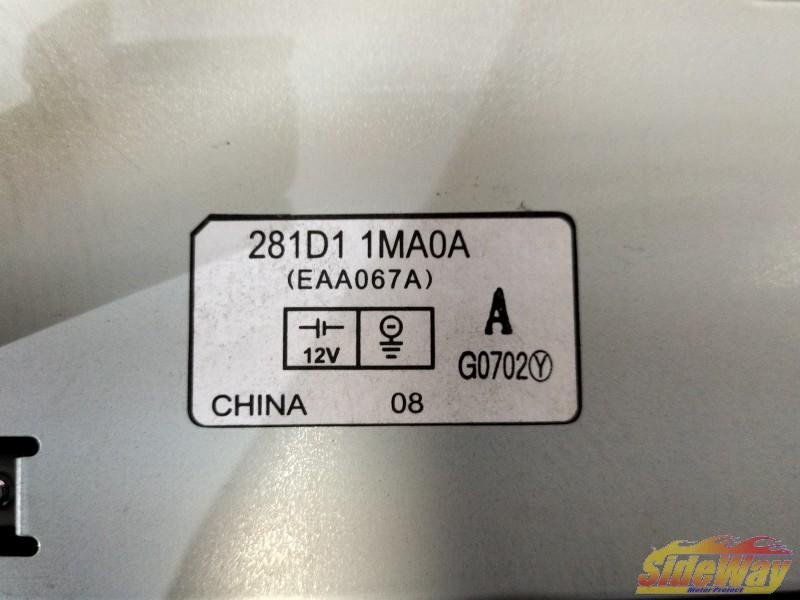 281D1 1MA0A
(EAA067A)
A
12V
G0702Ⓨ
CHINA 08
SideWay
Motor Project